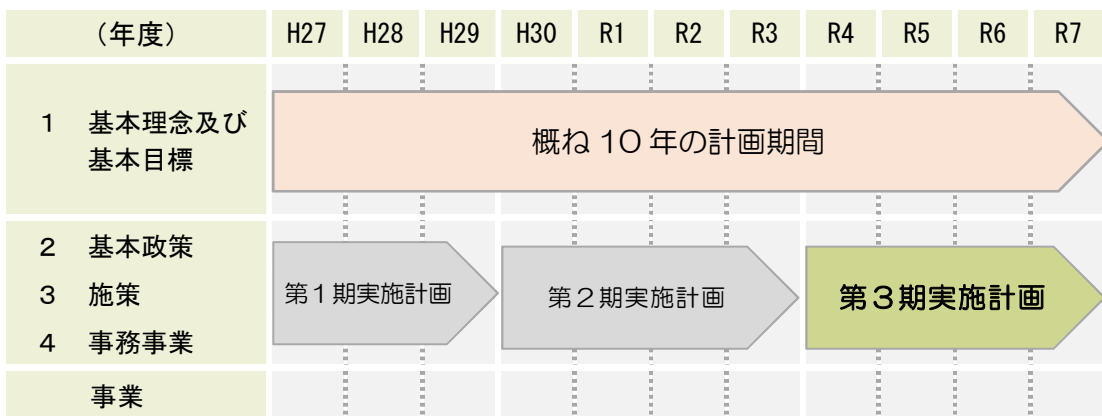 （年度） H27 H28 H29 H30 R1 R2 R3 R4 R5 R6 R7
１ 基本理念及び
基本目標
概ね 10 年の計画期間
２ 基本政策
３ 施策
４ 事務事業
第１期実施計画 第２期実施計画 第３期実施計画
事業